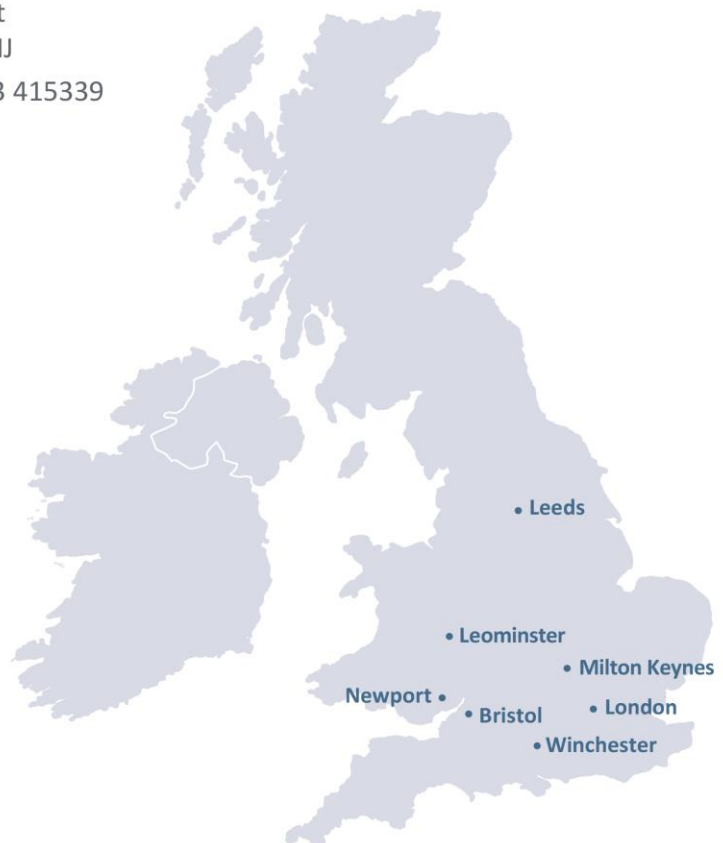 t
3 415339
Leeds
Leominster
Milton Keynes
Newport
London
Bristol
Winchester